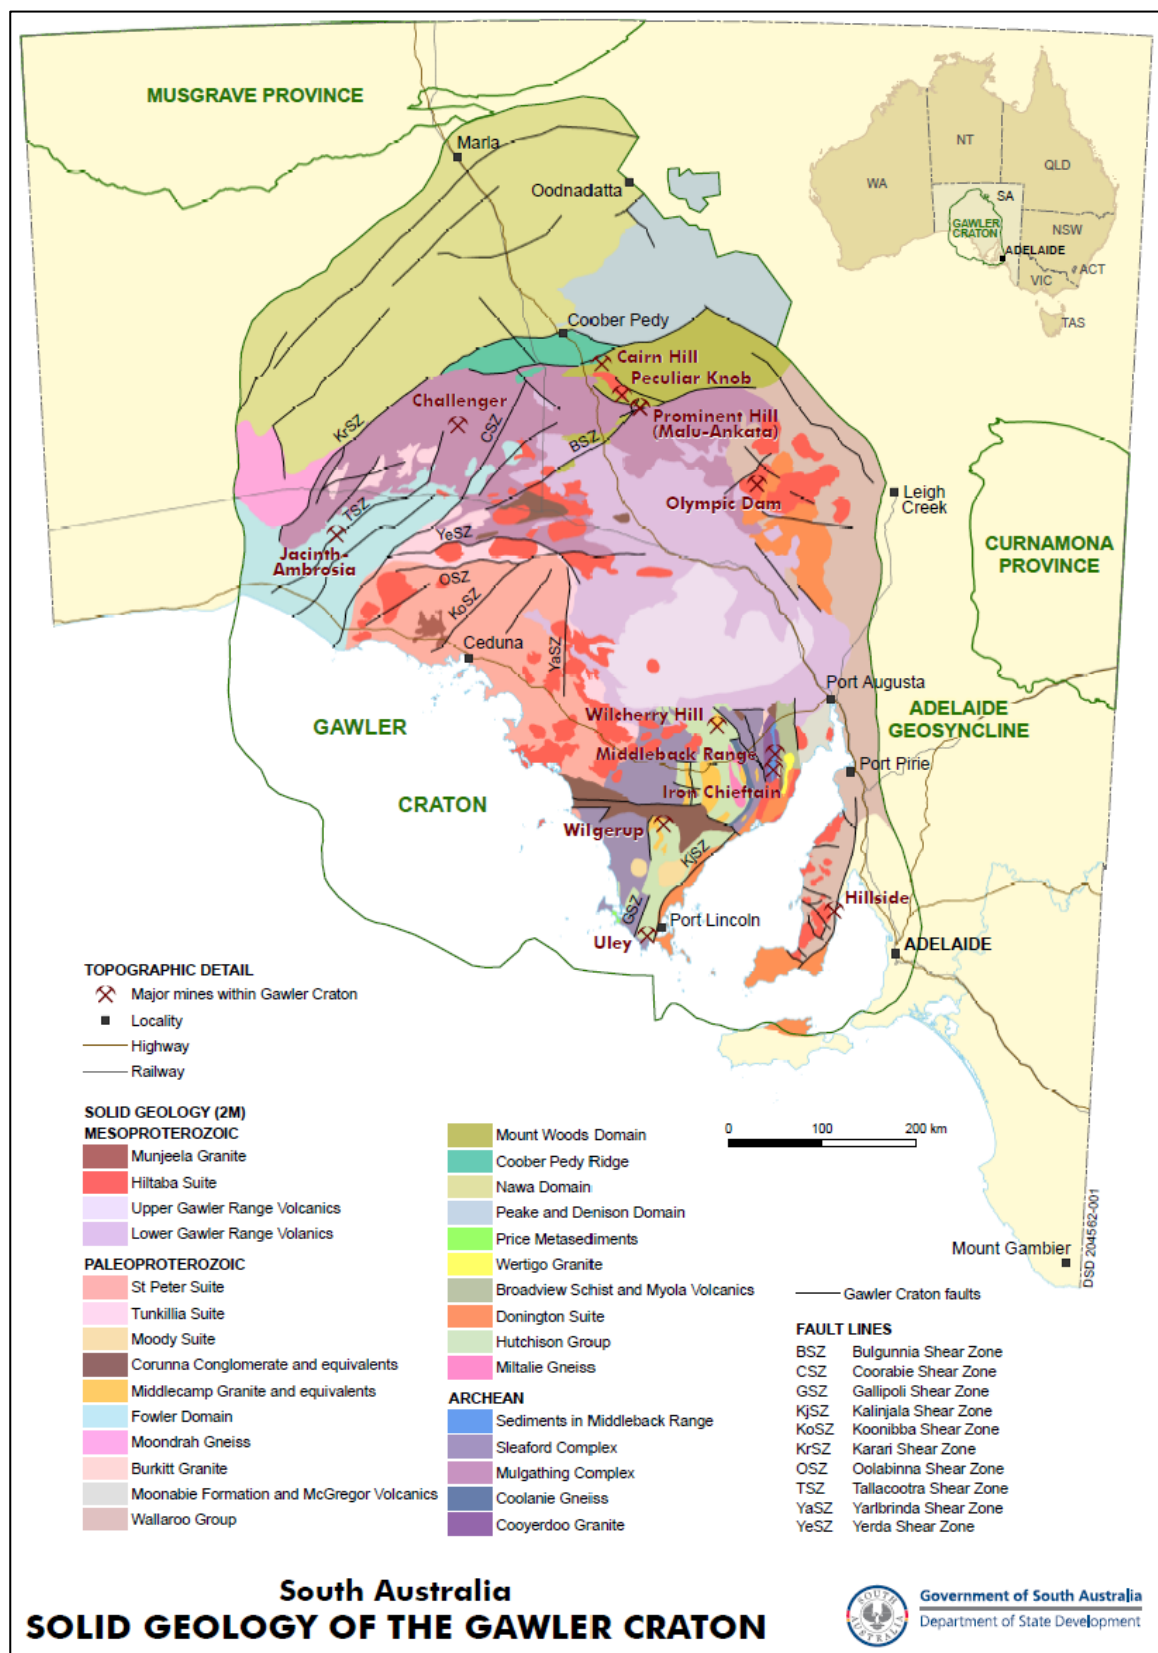 MUSGRAVE PROVINCE
Marla
Oodnadatta
NT
QLD
WA
SA
GAWLER
CRATON
NSW
ADELAIDE
ACT
VIC
TAS
Coober Pedy
Cairn Hill
Peculiar Knob
Challenger
Prominent Hill
(Malu-Ankata)
KrSZ
CSZ
BSZ
Olympic Dam
Leigh
Creek
TSZ
YeSZ
Jacinth-
Ambrosia
CURNAMONA
PROVINCE
OSZ
KoSZ
Ceduna
YaSZ
Port Augusta
GAWLER
CRATON
ADELAIDE
GEOSYNCLINE
Wilcherry Hill
Middleback Range
Port Pirie
Iron Chieftain
Wilgerup
KjSZ
GSZ
Hillside
Port Lincoln
Uley
ADELAIDE
TOPOGRAPHIC DETAIL
Major mines within Gawler Craton
Locality
Highway
Railway
SOLID GEOLOGY (2M)
MESOPROTEROZOIC
Munjeela Granite
Hiltaba Suite
Upper Gawler Range Volcanics
Lower Gawler Range Volanics
PALEOPROTEROZOIC
St Peter Suite
Tunkillia Suite
Moody Suite
Corunna Conglomerate and equivalents
Middlecamp Granite and equivalents
Fowler Domain
Moondrah Gneiss
Burkitt Granite
Moonabie Formation and McGregor Volcanics
Wallaroo Group
Mount Woods Domain
Coober Pedy Ridge
Nawa Domain
Peake and Denison Domain
Price Metasediments
Wertigo Granite
Broadview Schist and Myola Volcanics
Donington Suite
Hutchison Group
Miltalie Gneiss
ARCHEAN
Sediments in Middleback Range
Sleaford Complex
Mulgathing Complex
Coolanie Gneiss
Cooyerdoo Granite
0 100 200 km
Mount Gambier
DSD 204562-001
Gawler Craton faults
FAULT LINES
BSZ Bulgunnia Shear Zone
CSZ Coorabie Shear Zone
GSZ Gallipoli Shear Zone
KjSZ Kalinjala Shear Zone
KoSZ Koonibba Shear Zone
KrSZ Karari Shear Zone
OSZ Oolabinna Shear Zone
TSZ Tallacootra Shear Zone
YaSZ Yarlbrinda Shear Zone
YeSZ Yerda Shear Zone
South Australia
SOLID GEOLOGY OF THE GAWLER CRATON
SOUTH AUSTRALIA
Government of South Australia
Department of State Development